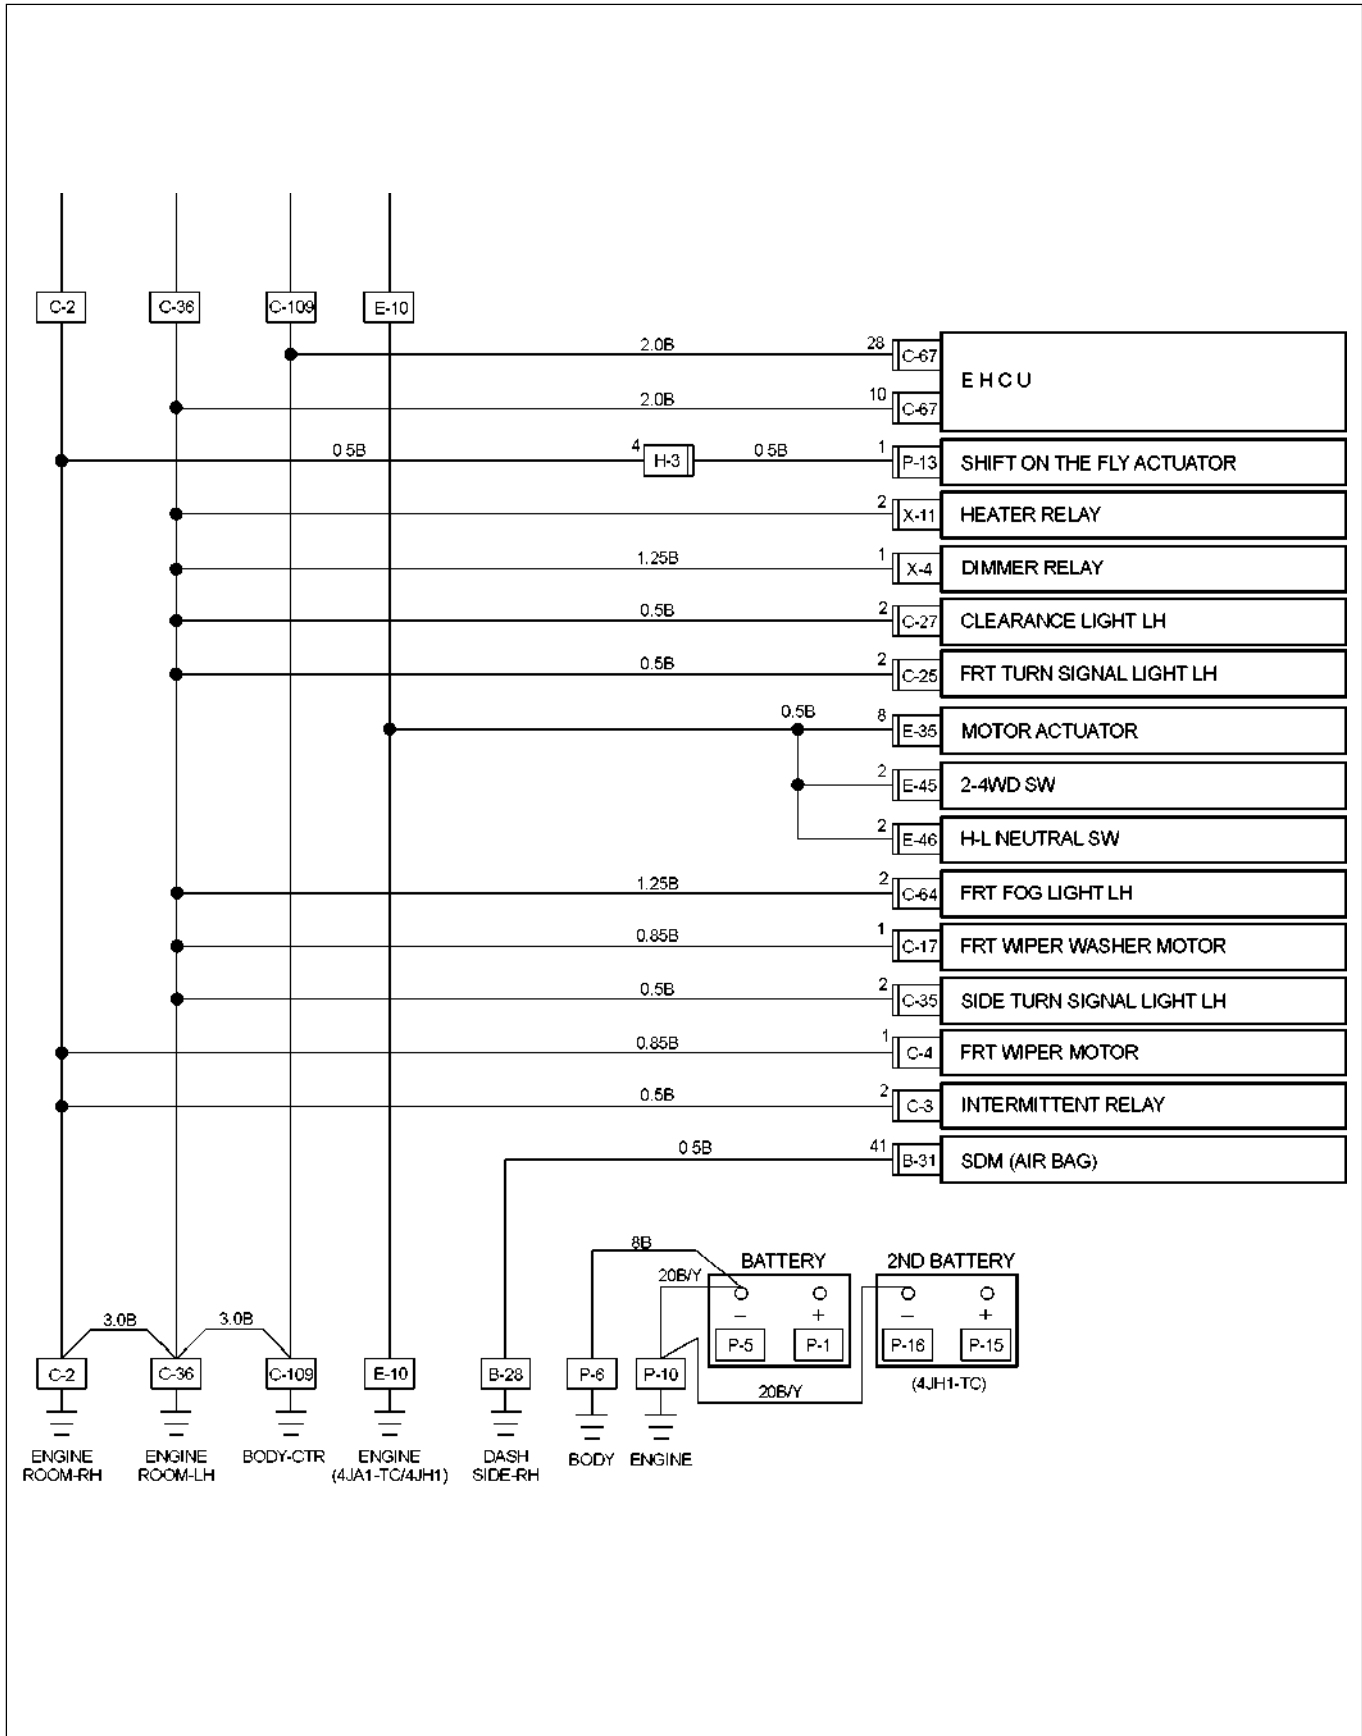 C-2 C-36 C-109 E-10
2.0B 28 C-67
E H C U
2.0B 10 C-67
0 5B 4 H-3 0 5B 1 P-13 SHIFT ON THE FLY ACTUATOR
2 X-11 HEATER RELAY
1.25B 1 X-4 DIMMER RELAY
0.5B 2 C-27 CLEARANCE LIGHT LH
0.5B 2 C-25 FRT TURN SIGNAL LIGHT LH
0.5B 8 E-35 MOTOR ACTUATOR
2 E-45 2-4WD SW
2 E-46 H-L NEUTRAL SW
1.25B 2 C-64 FRT FOG LIGHT LH
0.85B 1 C-17 FRT WIPER WASHER MOTOR
0.5B 2 C-35 SIDE TURN SIGNAL LIGHT LH
0.85B 1 C-4 FRT WIPER MOTOR
0.5B 2 C-3 INTERMITTENT RELAY
0 5B 41 B-31 SDM (AIR BAG)
8B BATTERY 2ND BATTERY
20B/Y
− + − +
3.0B 3.0B
P-5 P-1 P-16 P-15
C-2 C-36 C-109 E-10 B-28 P-6 P-10
20B/Y (4JH1-TC)
ENGINE ENGINE BODY-CTR ENGINE DASH BODY ENGINE
ROOM-RH ROOM-LH (4JA1-TC/4JH1) SIDE-RH